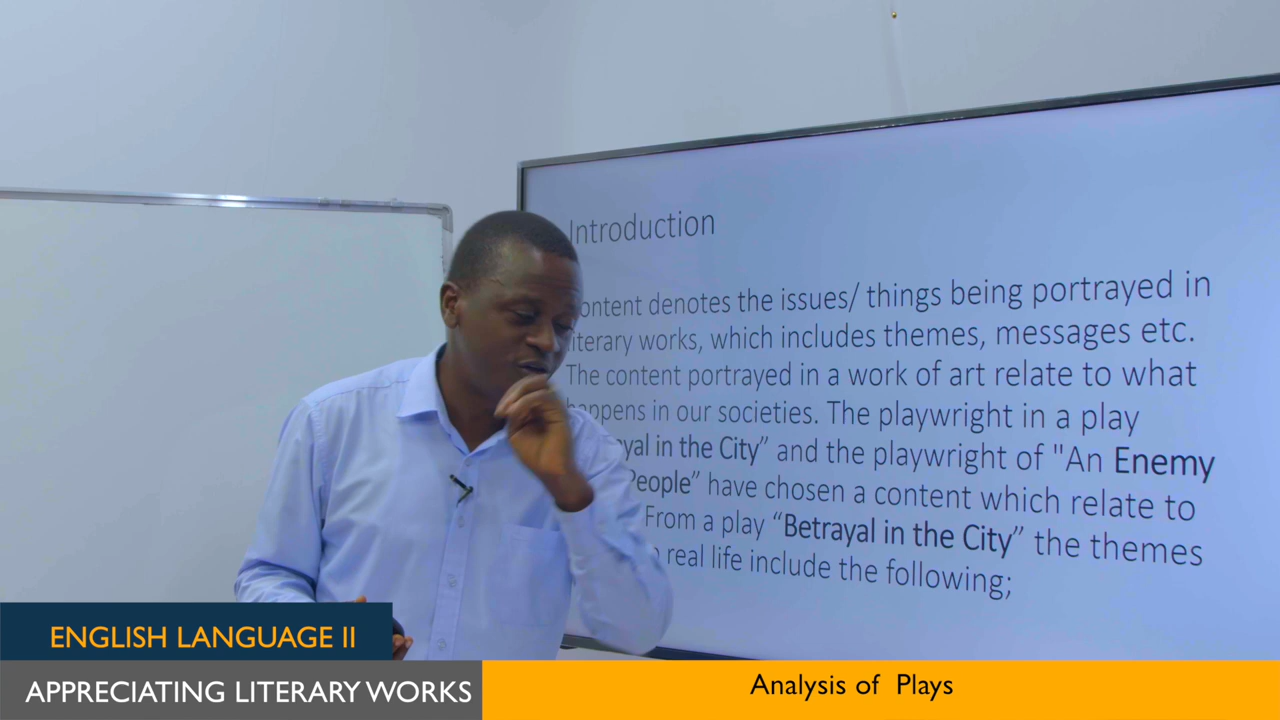 Introduction
ontent denotes the issues/ things being portrayed in
iterary works, which includes themes, messages etc.
The content portrayed in a work of art relate to what
happens in our societies. The playwright in a play
yal in the City” and the playwright of "An Enemy
People” have chosen a content which relate to
From a play “Betrayal in the City” the themes
real life include the following;
ENGLISH LANGUAGE II
APPRECIATING LITERARY WORKS
Analysis of Plays